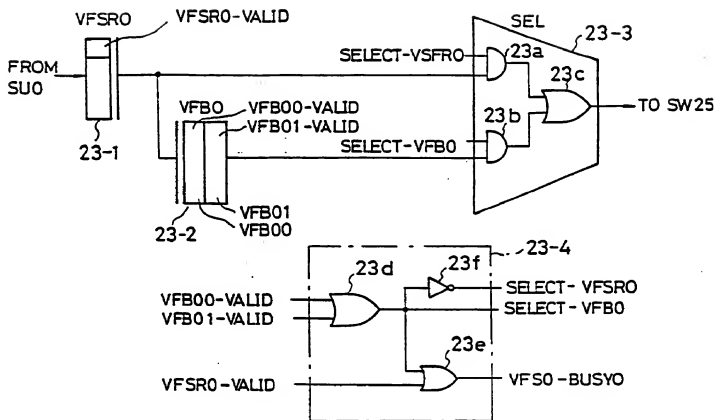 VFSR0
VFSR0-VALID
SEL
FROM
SU0
SELECT-VSFR0
23a
23-3
23c
TO SW25
23-1
VFB0
VFB00-VALID
VFB01-VALID
23b
SELECT-VFB0
VFB01
VFB00
23-2
23-4
23d
23f
VFB00-VALID
VFB01-VALID
SELECT-VFSR0
SELECT-VFB0
23e
VFSR0-VALID
VFS0-BUSY0